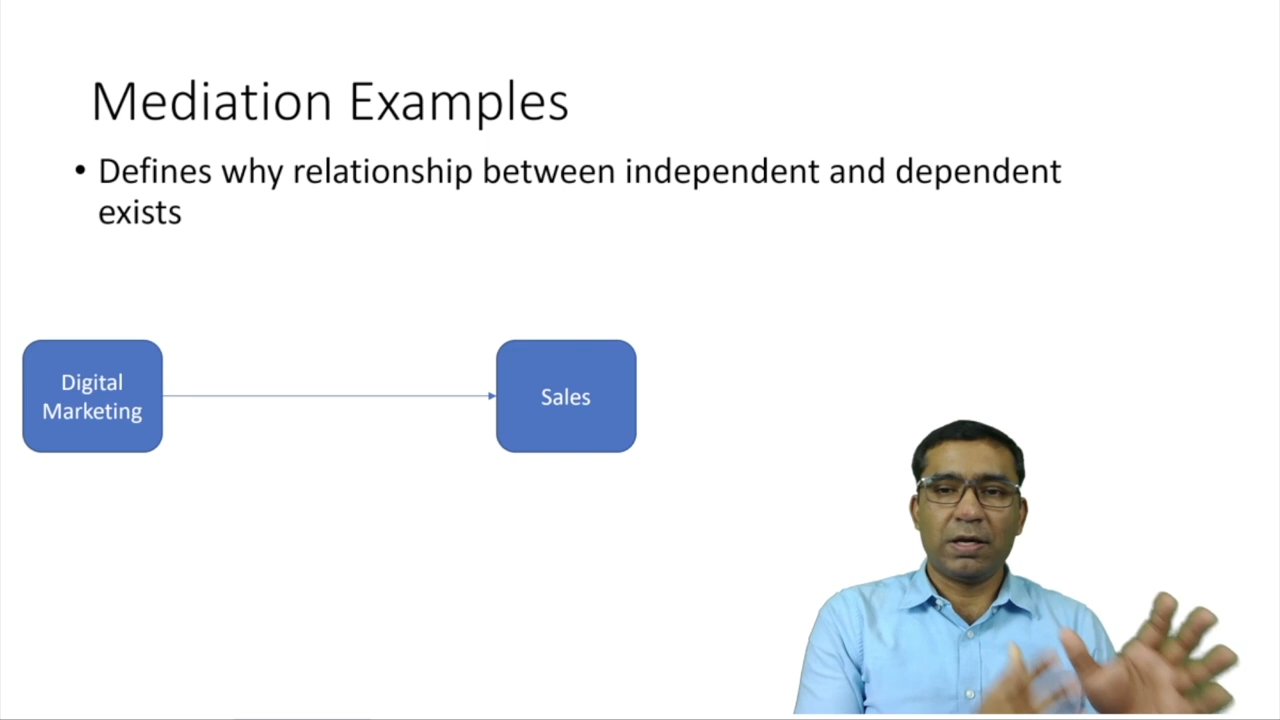 Mediation Examples
• Defines why relationship between independent and dependent
exists
Digital
Marketing
Sales